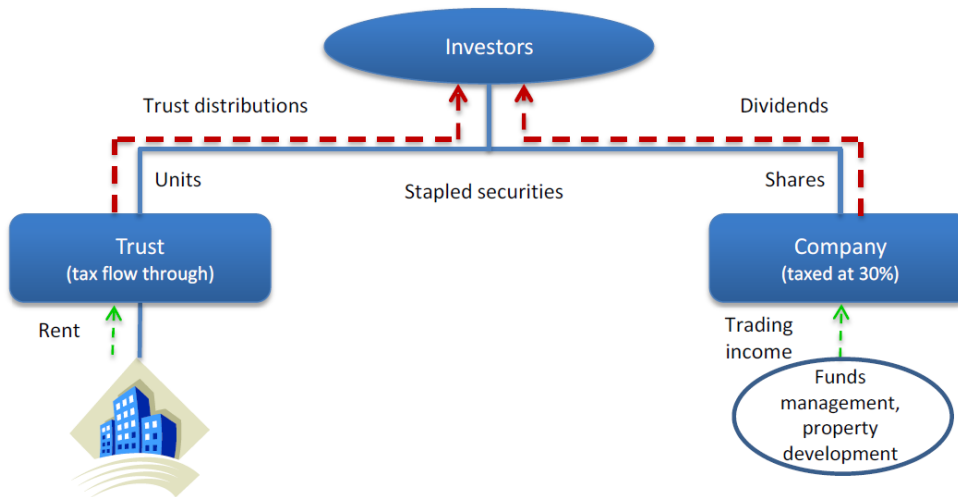 Investors
Trust distributions
Dividends
Units
Stapled securities
Shares
Trust
(tax flow through)
Company
(taxed at 30%)
Rent
Trading
income
Funds
management,
property
development